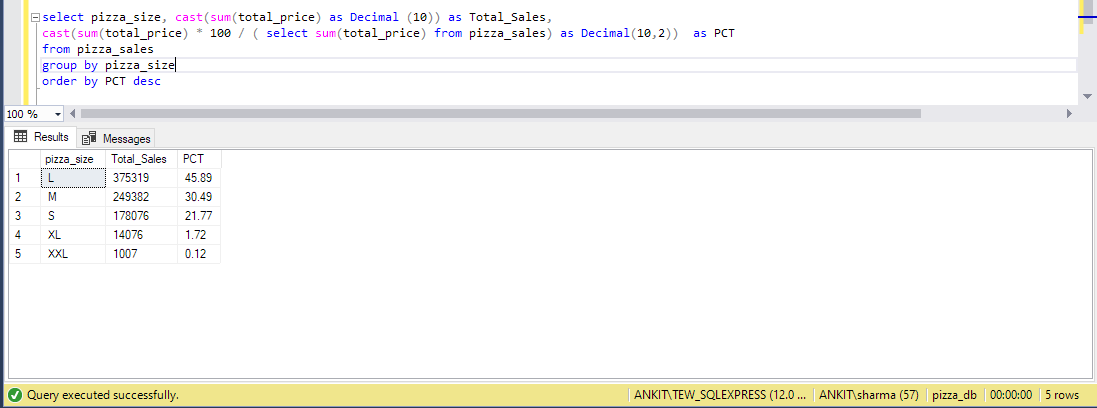 select pizza_size, cast(sum(total_price) as Decimal (10)) as Total_Sales,
cast(sum(total_price) * 100 / ( select sum(total_price) from pizza_sales) as Decimal(10,2))  as PCT
from pizza_sales
group by pizza_size
order by PCT desc
100 %
Results Messages
pizza_size Total_Sales PCT
1 L 375319 45.89
2 M 249382 30.49
3 S 178076 21.77
4 XL 14076 1.72
5 XXL 1007 0.12
Query executed successfully. ANKIT\TEW_SQLEXPRESS (12.0 ... ANKIT\sharma (57) pizza_db 00:00:00 5 rows